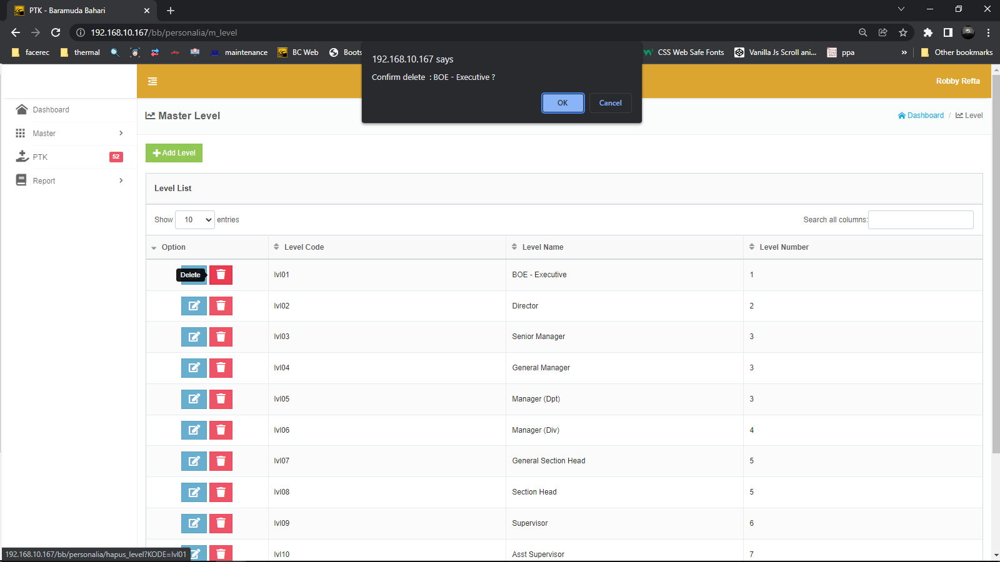 PTK - Baramuda Bahari
192.168.10.167/bb/personalia/m_level
facerec
thermal
maintenance
BC Web
Boots
CSS Web Safe Fonts
Vanilla Js Scroll ani...
ppa
»
Other bookmarks
192.168.10.167 says
Confirm delete : BOE - Executive ?
OK
Cancel
Robby Refta
Dashboard
Master
PTK
52
Report
Master Level
Dashboard / Level
Add Level
Level List
Show 10 entries
Search all columns:
Option Level Code Level Name Level Number
Delete lvl01 BOE - Executive 1
lvl02 Director 2
lvl03 Senior Manager 3
lvl04 General Manager 3
lvl05 Manager (Dpt) 3
lvl06 Manager (Div) 4
lvl07 General Section Head 5
lvl08 Section Head 5
lvl09 Supervisor 6
lvl10 Asst Supervisor 7
192.168.10.167/bb/personalia/hapus_level?KODE=lvl01